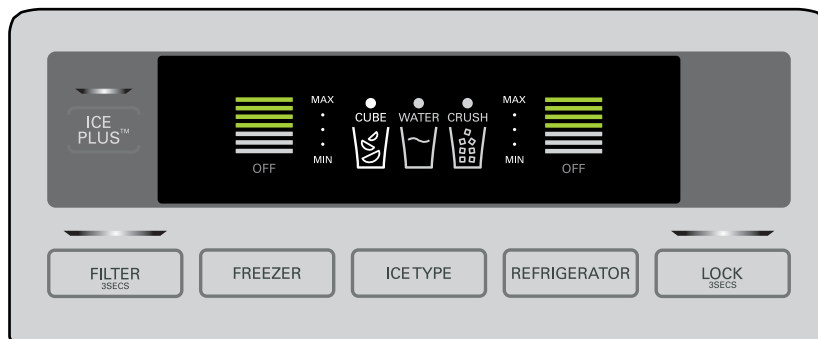 ICE
PLUS™
MAX
MIN
OFF
CUBE
WATER
CRUSH
MAX
MIN
OFF
FILTER
3SECS
FREEZER
ICE TYPE
REFRIGERATOR
LOCK
3SECS